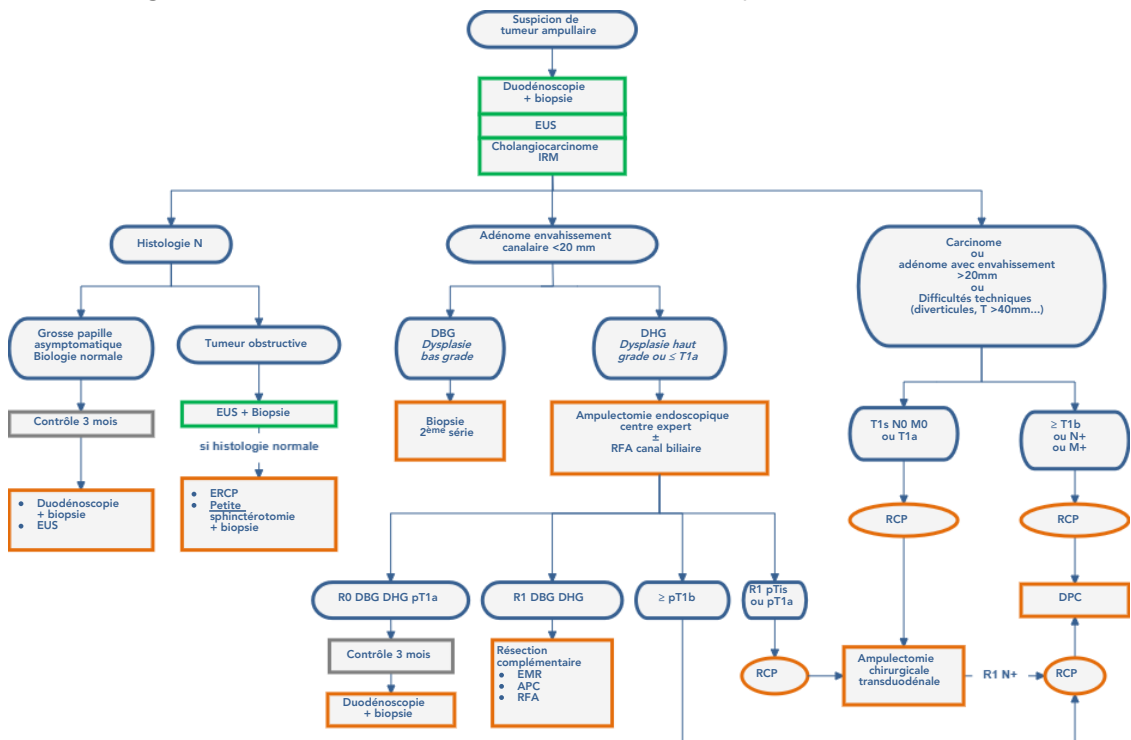 Suspicion de
tumeur ampullaire
Duodénoscopie
+ biopsie
EUS
Cholangiocarcinome
IRM
Histologie N
Adénome envahissement
canalaire <20 mm
Carcinome
ou
adénome avec envahissement
>20mm
ou
Difficultés techniques
(diverticules, T >40mm...)
Grosse papille
asymptomatique
Biologie normale
Tumeur obstructive
DBG
Dysplasie
bas grade
DHG
Dysplasie haut
grade ou ≤ T1a
Contrôle 3 mois
EUS + Biopsie
si histologie normale
Biopsie
2ème série
Ampulectomie endoscopique
centre expert
±
RFA canal biliaire
T1s N0 M0
ou T1a
≥ T1b
ou N+
ou M+
• Duodénoscopie
+ biopsie
• EUS
• ERCP
• Petite
sphinctérotomie
+ biopsie
RCP
RCP
R0 DBG DHG pT1a
R1 DBG DHG
≥ pT1b
R1 pTis
ou pT1a
DPC
Contrôle 3 mois
Résection
complémentaire
• EMR
• APC
• RFA
RCP
Ampulectomie
chirurgicale
transduodénale
R1 N+
RCP
Duodénoscopie
+ biopsie